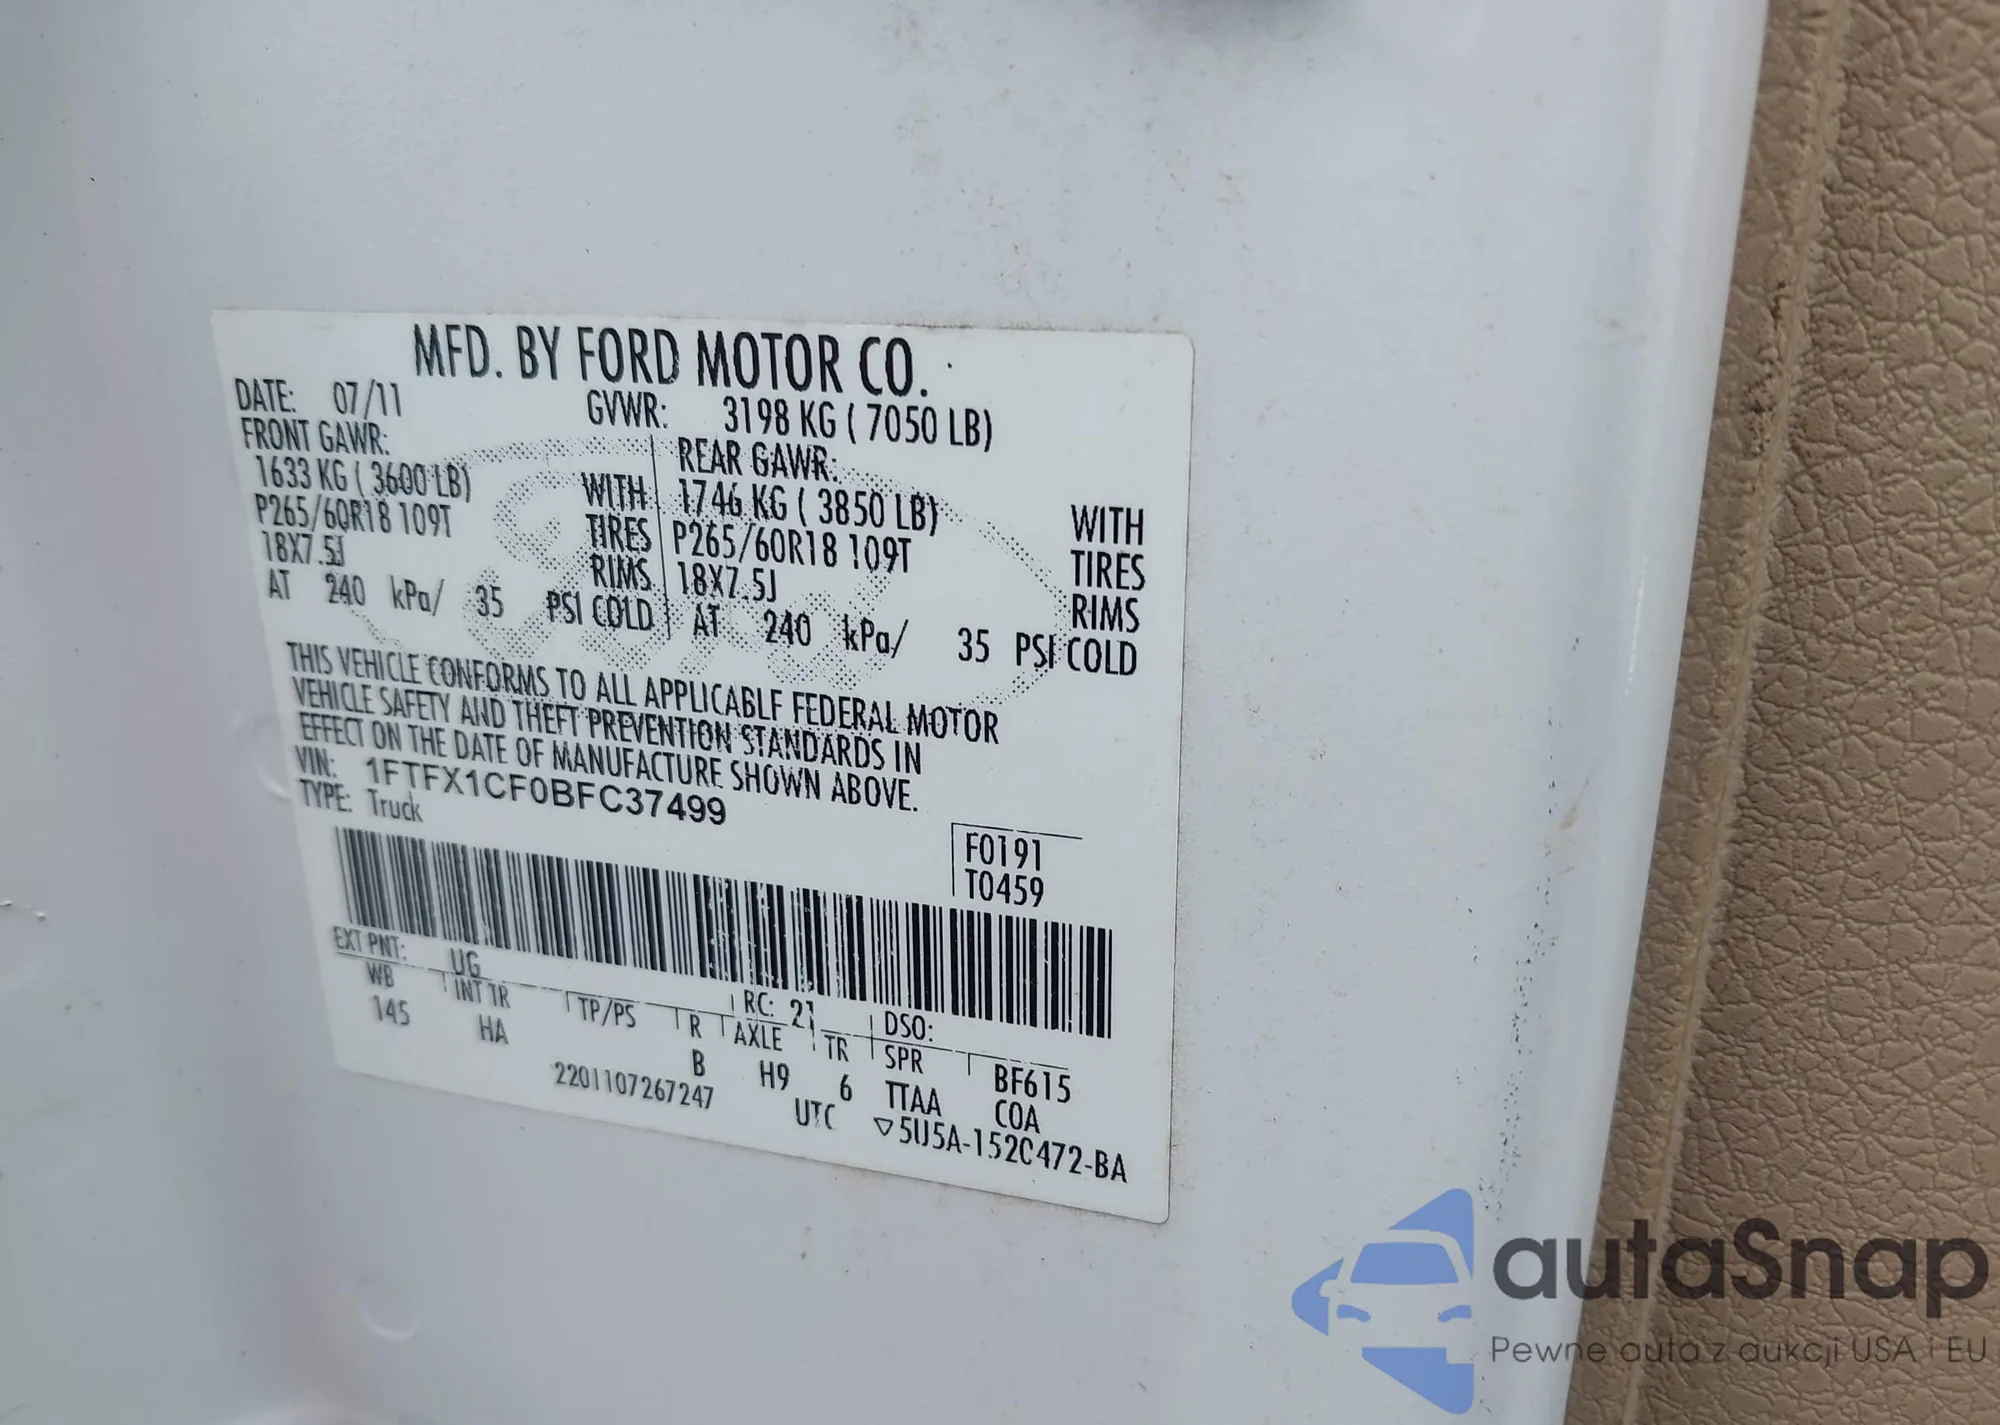 MFD. BY FORD MOTOR CO.
DATE: 07/11 GVWR: 3198 KG ( 7050 LB)
FRONT GAWR: REAR GAWR:
1633 KG ( 3600 LB) WITH 1746 KG ( 3850 LB) WITH
P265/60R18 109T TIRES P265/60R18 109T TIRES
18X7.5J RIMS 18X7.5J RIMS
AT 240 kPa/ 35 PSI COLD AT 240 kPa/ 35 PSI COLD
THIS VEHICLE CONFORMS TO ALL APPLICABLE FEDERAL MOTOR
VEHICLE SAFETY AND THEFT PREVENTION STANDARDS IN
EFFECT ON THE DATE OF MANUFACTURE SHOWN ABOVE.
VIN: 1FTFX1CF0BFC37499
TYPE: Truck
F0191
T0459
EXT PNT: UG RC: 21 DSO:
WB INT TR TP/PS R AXLE TR SPR BF615
145 HA B H9 6 TTAA COA
2201107267247 UTC ▽5U5A-152C472-BA
autaSnap
Pewne auta z aukcji USA i EU